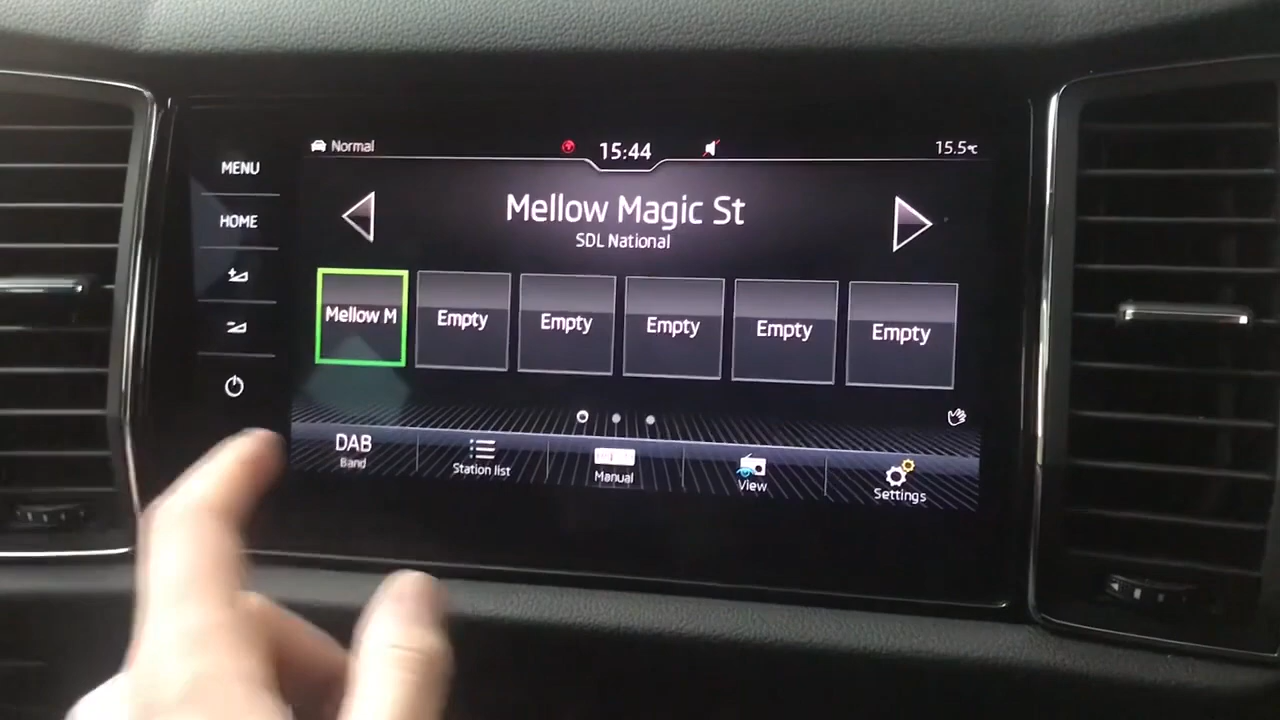 Normal
15:44
15.5°C
MENU
HOME
Mellow Magic St
SDL National
Mellow M
Empty
Empty
Empty
Empty
Empty
DAB
Band
Station list
Manual
View
Settings